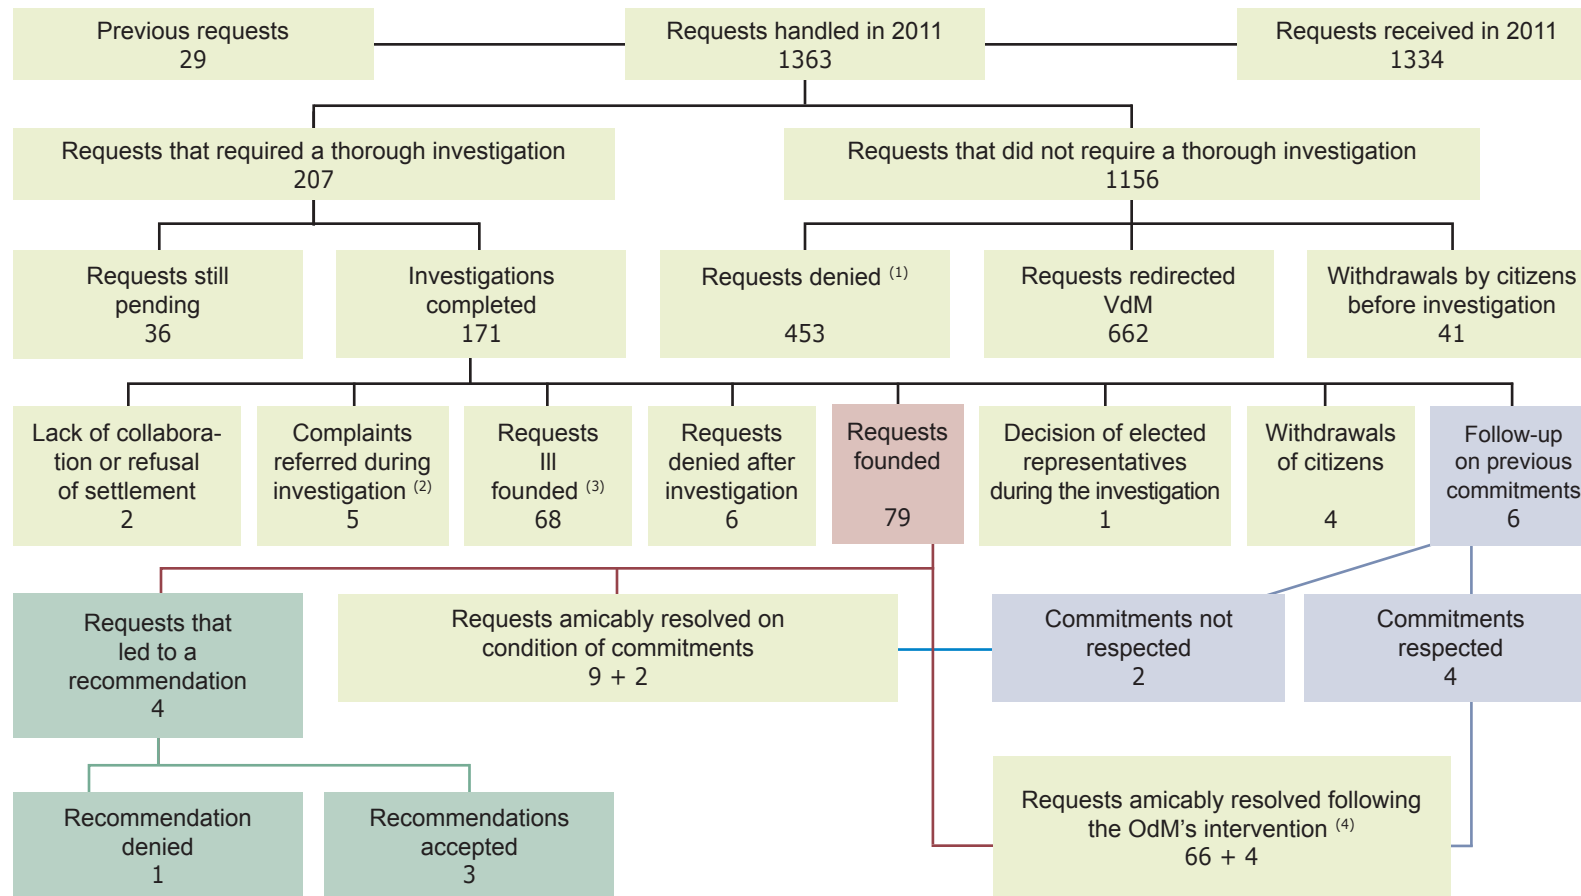 Previous requests
29
Requests handled in 2011
1363
Requests received in 2011
1334
Requests that required a thorough investigation
207
Requests that did not require a thorough investigation
1156
Requests still
pending
36
Investigations
completed
171
Requests denied (1)
453
Requests redirected
VdM
662
Withdrawals by citizens
before investigation
41
Lack of collabora-
tion or refusal
of settlement
2
Complaints
referred during
investigation (2)
5
Requests
Ill
founded (3)
68
Requests
denied after
investigation
6
Requests
founded
79
Decision of elected
representatives
during the investigation
1
Withdrawals
of citizens
4
Follow-up
on previous
commitments
6
Requests that
led to a
recommendation
4
Requests amicably resolved on
condition of commitments
9 + 2
Commitments not
respected
2
Commitments
respected
4
Recommendation
denied
1
Recommendations
accepted
3
Requests amicably resolved following
the OdM's intervention (4)
66 + 4